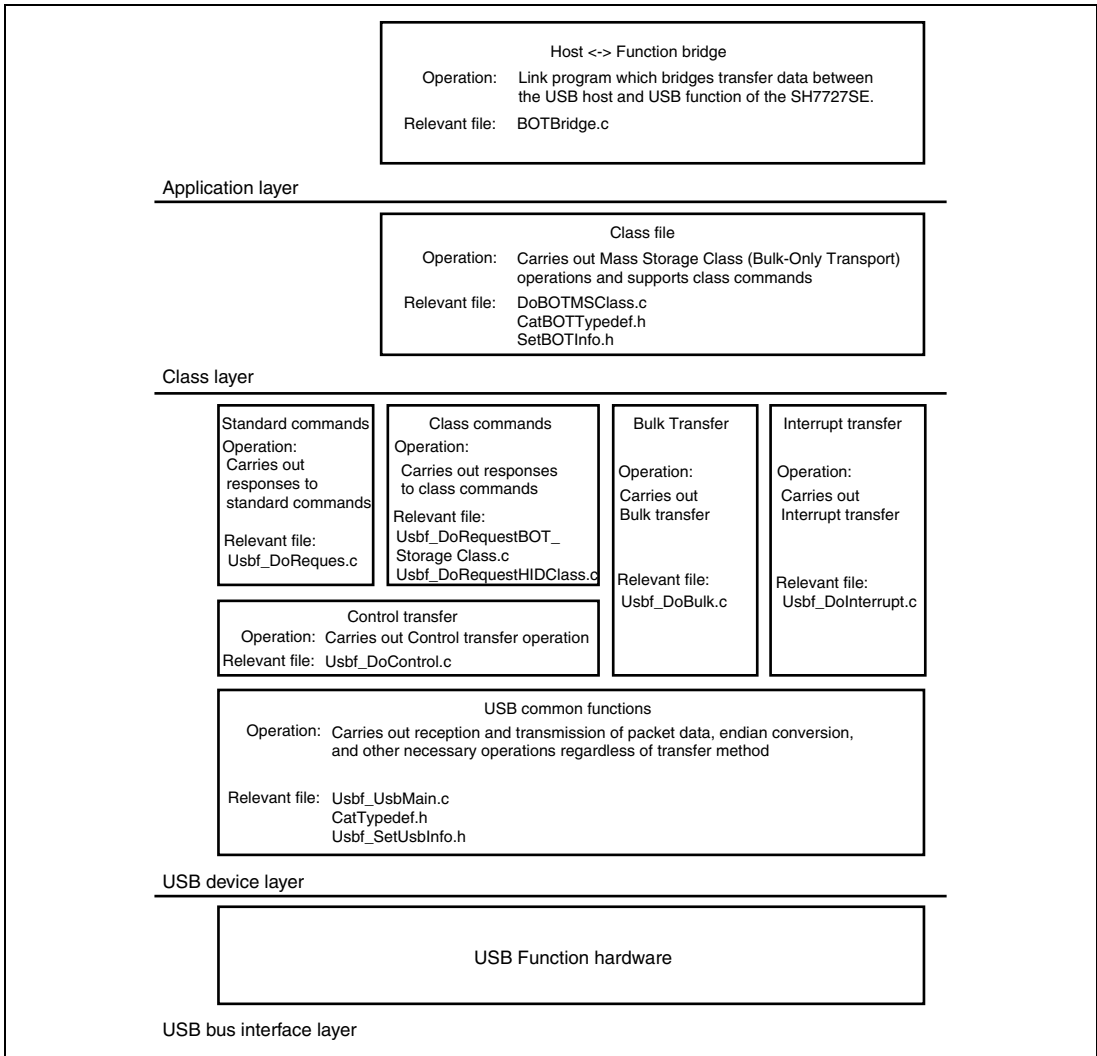 Host <-> Function bridge
Operation: Link program which bridges transfer data between
the USB host and USB function of the SH7727SE.
Relevant file: BOTBridge.c
Application layer
Class file
Operation: Carries out Mass Storage Class (Bulk-Only Transport)
operations and supports class commands
Relevant file: DoBOTMSClass.c
CatBOTTypedef.h
SetBOTInfo.h
Class layer
Standard commands
Operation:
Carries out
responses to
standard commands
Relevant file:
Usbf_DoReques.c
Class commands
Operation:
Carries out responses
to class commands
Relevant file:
Usbf_DoRequestBOT_
Storage Class.c
Usbf_DoRequestHIDClass.c
Bulk Transfer
Operation:
Carries out
Bulk transfer
Relevant file:
Usbf_DoBulk.c
Interrupt transfer
Operation:
Carries out
Interrupt transfer
Relevant file:
Usbf_DoInterrupt.c
Control transfer
Operation: Carries out Control transfer operation
Relevant file: Usbf_DoControl.c
USB common functions
Operation: Carries out reception and transmission of packet data, endian conversion,
and other necessary operations regardless of transfer method
Relevant file: Usbf_UsbMain.c
CatTypedef.h
Usbf_SetUsbInfo.h
USB device layer
USB Function hardware
USB bus interface layer